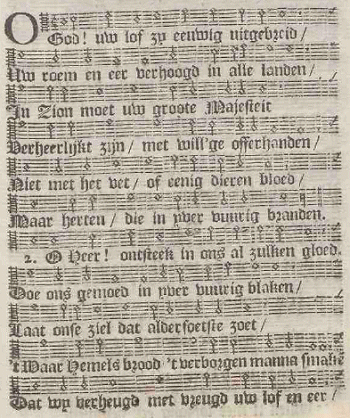 O God! uw lof zy eeuwig uitgebreid/
Uw roem en eer verhoogd in alle landen/
In Zion moet uw groote Majesteit
Verheerlijkt zijn/ met will'ge offerhanden/
Niet met het vet/ of eenig dieren bloed/
Maar herten/ die in yver vuurig branden.
2. O Heer! ontsteek in ons al zulken gloed.
Doe ons gemoed in yver vuurig blaken/
Laat onse ziel dat aldersoetste zoet/
't Waar Hemels brood 't verborgen manna smake
Dat wy verheugd met vreugd uw lof en eer/